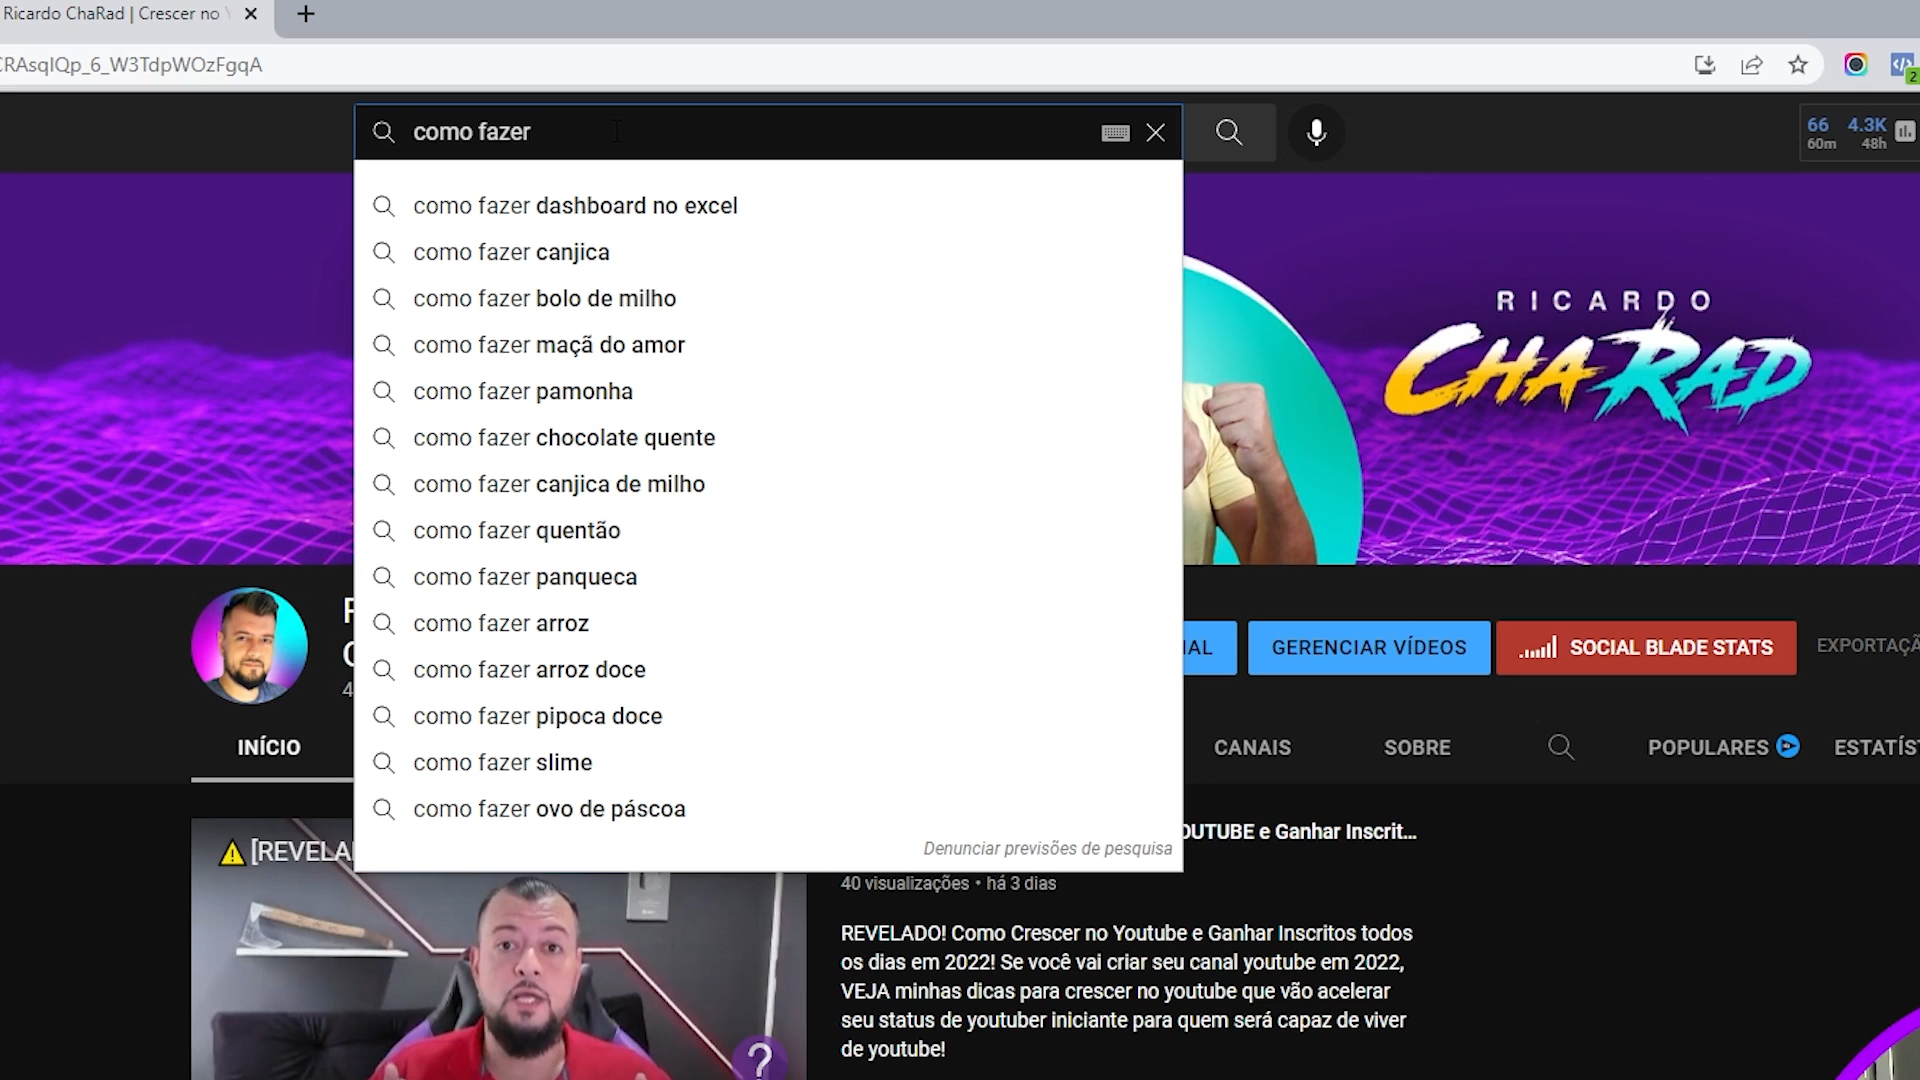 Ricardo ChaRad | Crescer no
CRAsqIQp_6_W3TdpWOzFgqA
2
como fazer
66 4.3K
60m 48h
como fazer dashboard no excel
como fazer canjica
como fazer bolo de milho
como fazer maçã do amor
como fazer pamonha
como fazer chocolate quente
como fazer canjica de milho
como fazer quentão
como fazer panqueca
como fazer arroz
como fazer arroz doce
como fazer pipoca doce
como fazer slime
como fazer ovo de páscoa
Denunciar previsões de pesquisa
RICARDO
CHARAD
IAL
GERENCIAR VÍDEOS
SOCIAL BLADE STATS
EXPORTAÇÃ
INÍCIO
CANAIS
SOBRE
POPULARES
ESTATÍST
[REVELA
OUTUBE e Ganhar Inscrit...
40 visualizações • há 3 dias
REVELADO! Como Crescer no Youtube e Ganhar Inscritos todos
os dias em 2022! Se você vai criar seu canal youtube em 2022,
VEJA minhas dicas para crescer no youtube que vão acelerar
seu status de youtuber iniciante para quem será capaz de viver
de youtube!
?